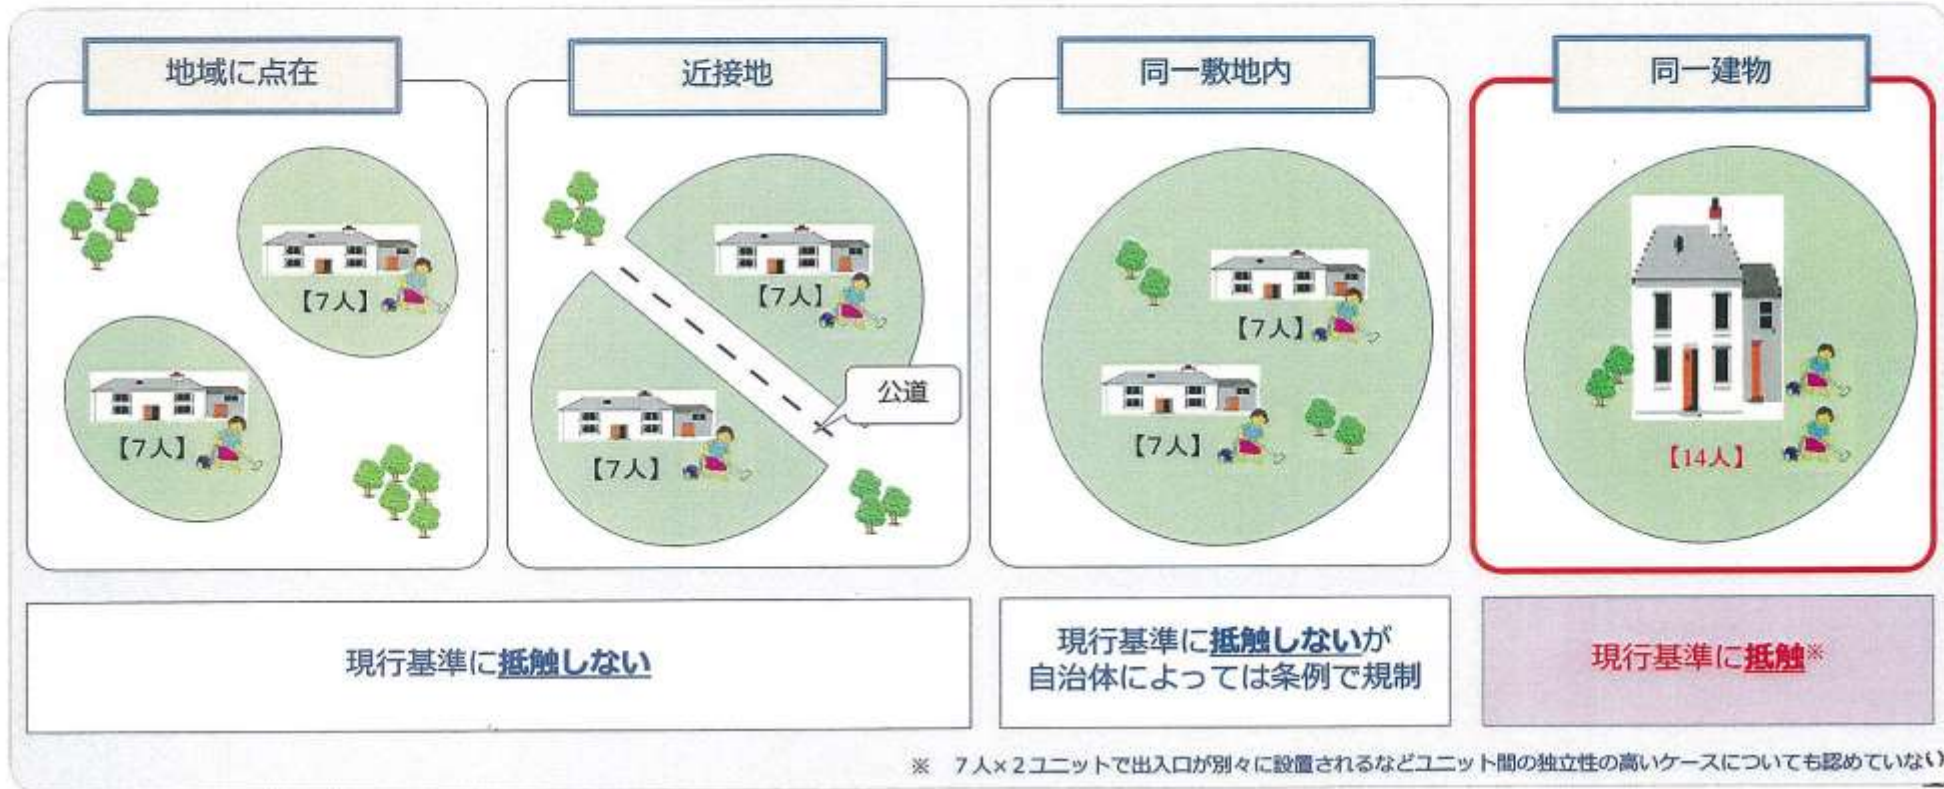 地域に点在
近接地
同一敷地内
同一建物
【7人】
【7人】
【7人】
【7人】
公道
【7人】
【7人】
【14人】
現行基準に抵触しない
現行基準に抵触しないが
自治体によっては条例で規制
現行基準に抵触※
※ 7人×2ユニットで出入口が別々に設置されるなどユニット間の独立性の高いケースについても認めていない